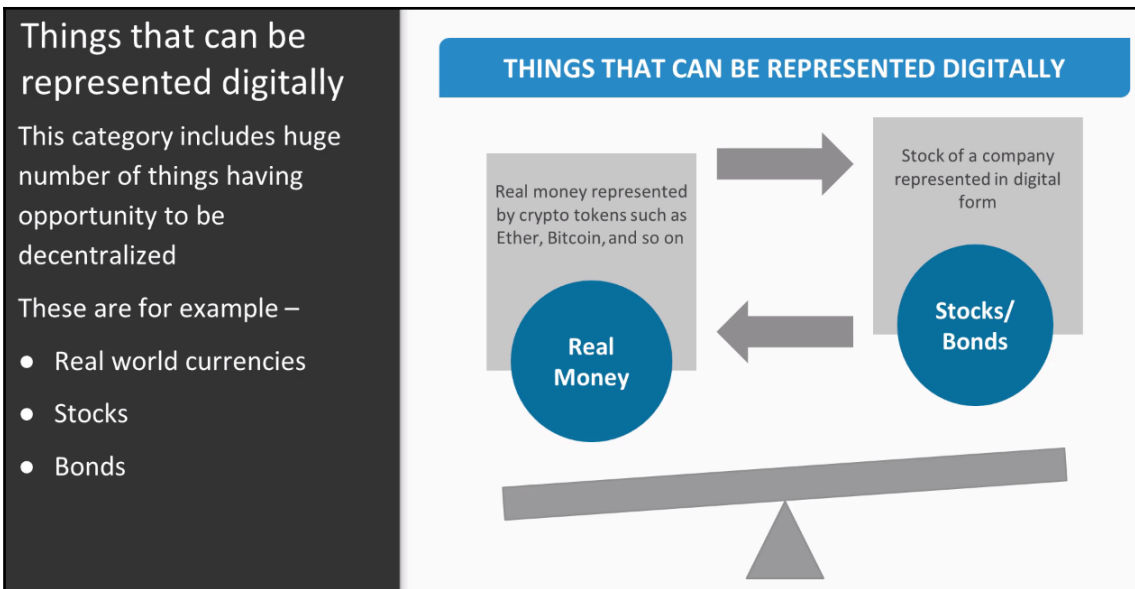 Things that can be
represented digitally
This category includes huge
number of things having
opportunity to be
decentralized
These are for example –
● Real world currencies
● Stocks
● Bonds
THINGS THAT CAN BE REPRESENTED DIGITALLY
Real money represented
by crypto tokens such as
Ether, Bitcoin, and so on
Real
Money
Stock of a company
represented in digital
form
Stocks/
Bonds